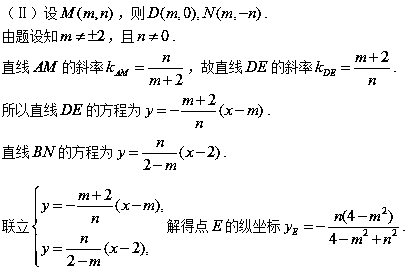 (Ⅱ)设 M(m,n),则 D(m,0), N(m,-n).
由题设知 m≠±2,且 n≠0.
直线 AM 的斜率 k_{AM} = \frac{n}{m+2},故直线 DE 的斜率 k_{DE} = \frac{m+2}{n}.
所以直线 DE 的方程为 y = -\frac{m+2}{n}(x-m).
直线 BN 的方程为 y = \frac{n}{2-m}(x-2).
联立 \begin{cases} y = -\frac{m+2}{n}(x-m), \\ y = \frac{n}{2-m}(x-2), \end{cases} 解得点 E 的纵坐标 y_E = -\frac{n(4-m^2)}{4-m^2+n^2}.